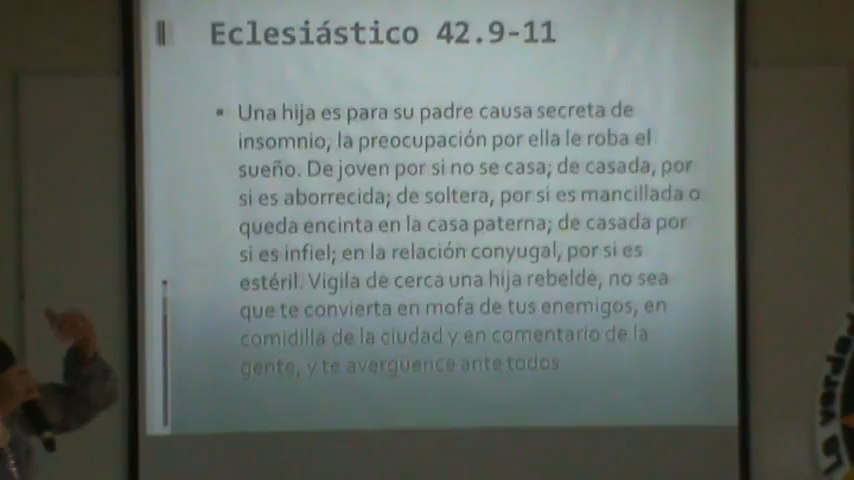 Eclesiástico 42.9-11
Una hija es para su padre causa secreta de
insomnio, la preocupación por ella le roba el
sueño. De joven por si no se casa; de casada, por
si es aborrecida; de soltera, por si es mancillada o
queda encinta en la casa paterna; de casada por
si es infiel; en la relación conyugal, por si es
estéril. Vigila de cerca una hija rebelde, no sea
que te convierta en mofa de tus enemigos, en
comidilla de la ciudad y en comentario de la
gente, y te avergüence ante todos
La verdad